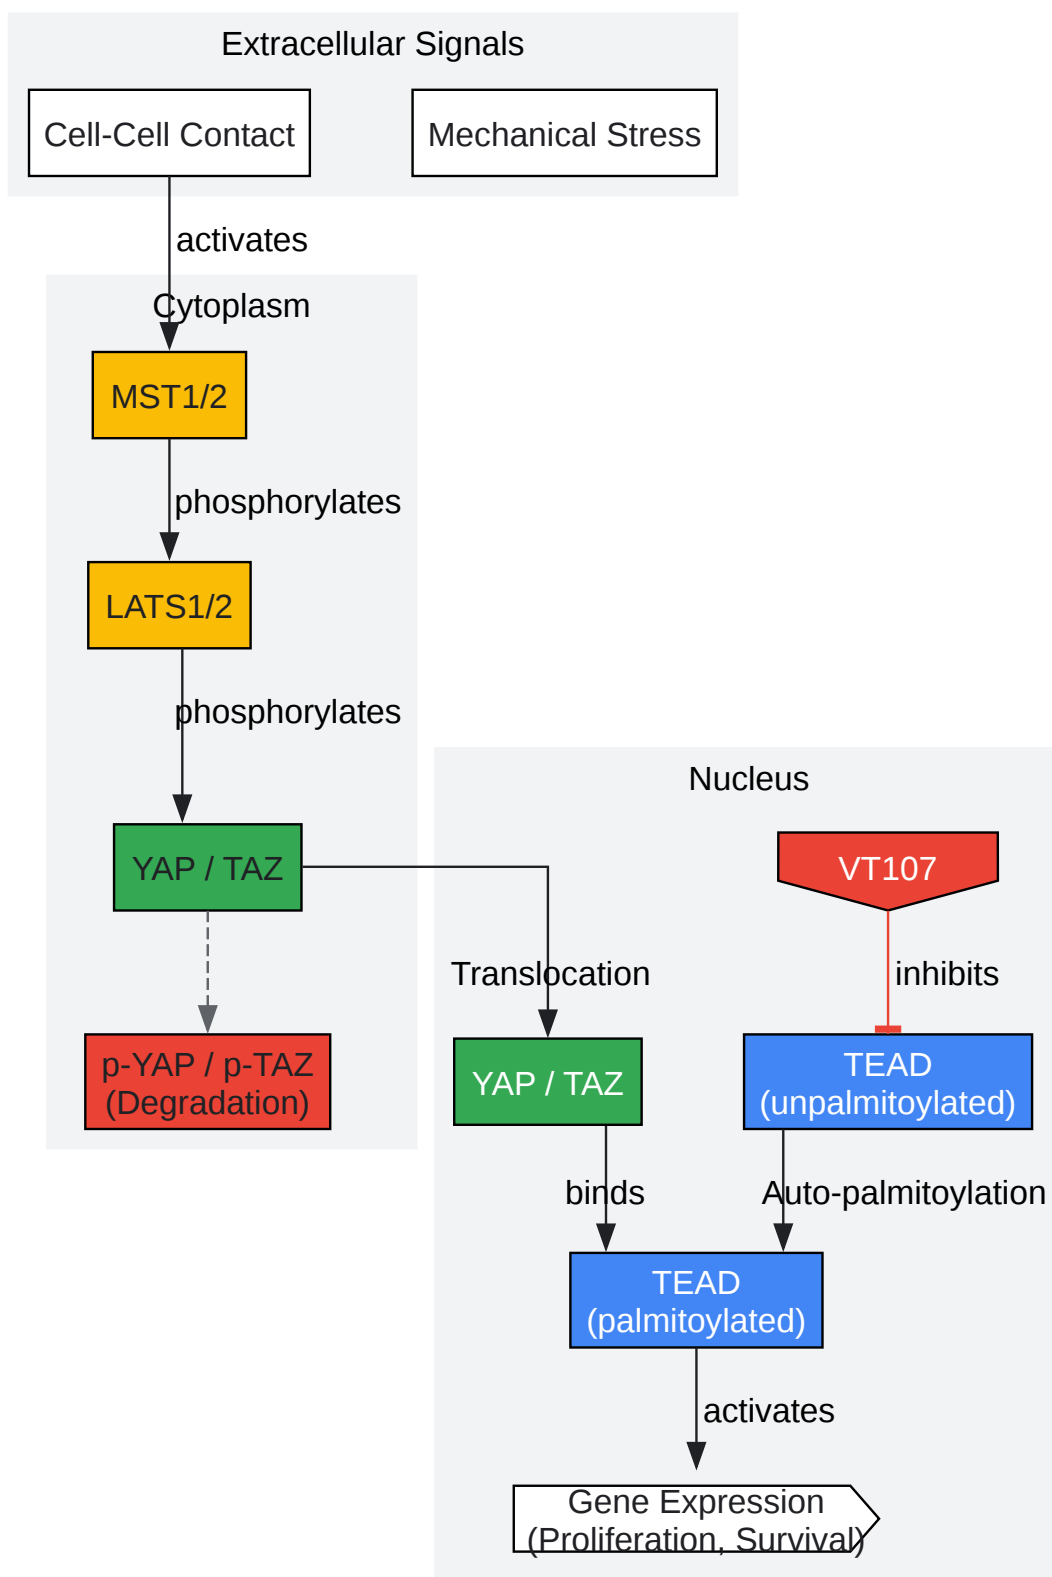 Extracellular Signals
Cell-Cell Contact
Mechanical Stress
activates
Cytoplasm
MST1/2
phosphorylates
LATS1/2
phosphorylates
Nucleus
YAP / TAZ
VT107
Translocation
inhibits
p-YAP / p-TAZ
(Degradation)
YAP / TAZ
TEAD
(unpalmitoylated)
binds
Auto-palmitoylation
TEAD
(palmitoylated)
activates
Gene Expression
(Proliferation, Survival)